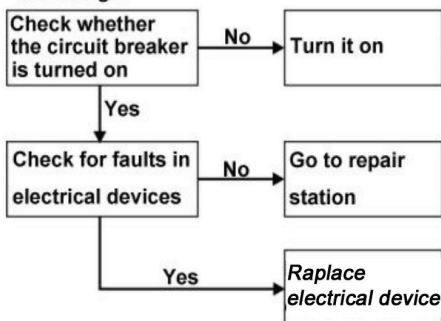 Check whether
the circuit breaker
is turned on
No
Turn it on
Yes
Check for faults in
electrical devices
No
Go to repair
station
Yes
Raplace
electrical device